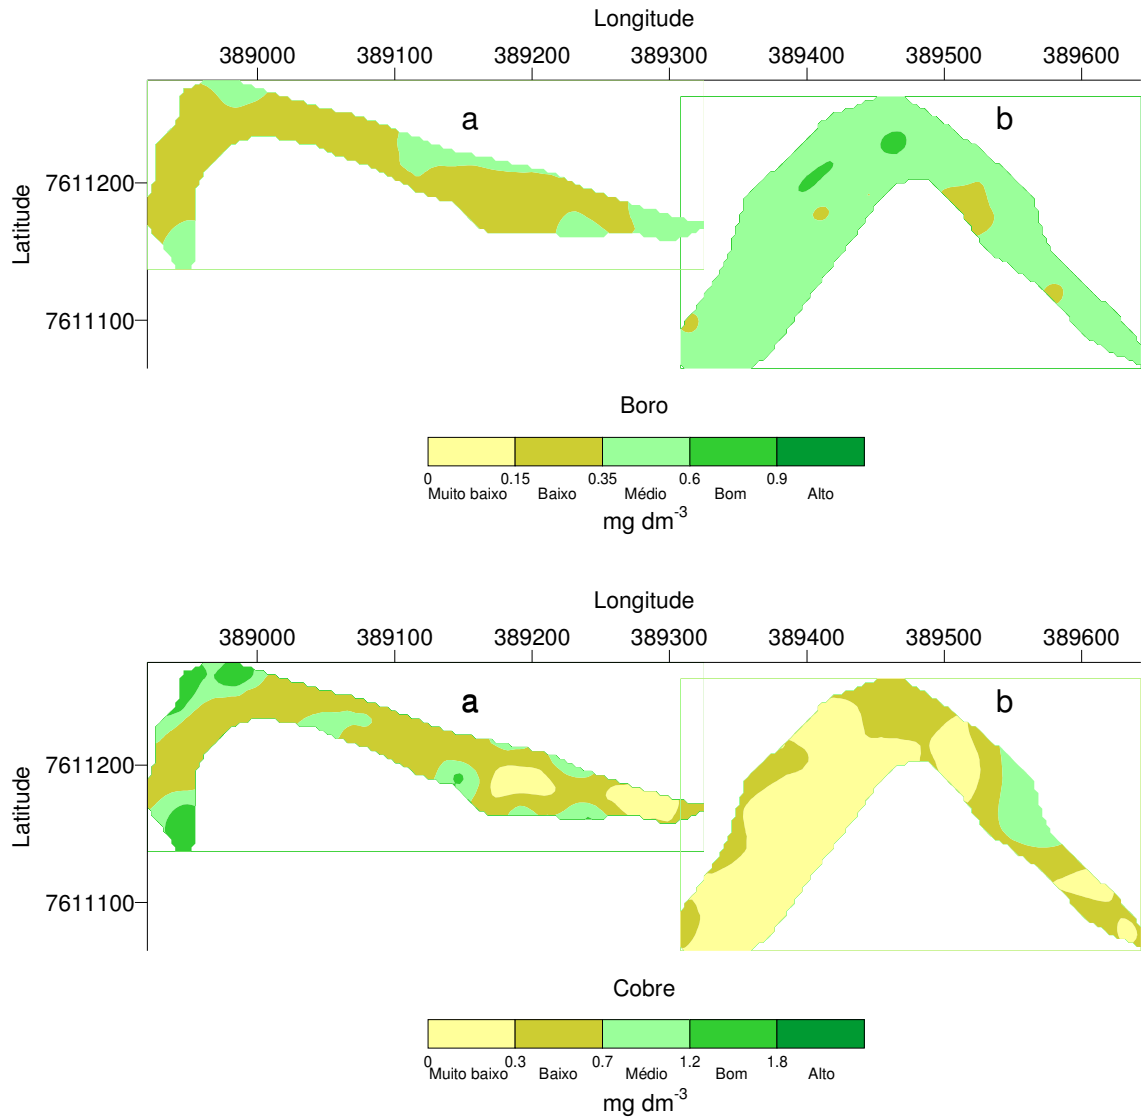 Longitude
389000 389100 389200 389300 389400 389500 389600
a b
7611200
Latitude
7611100
Boro
0 0.15 0.35 0.6 0.9
Muito baixo Baixo Médio Bom Alto
mg dm-3
Longitude
389000 389100 389200 389300 389400 389500 389600
a b
7611200
Latitude
7611100
Cobre
0 0.3 0.7 1.2 1.8
Muito baixo Baixo Médio Bom Alto
mg dm-3